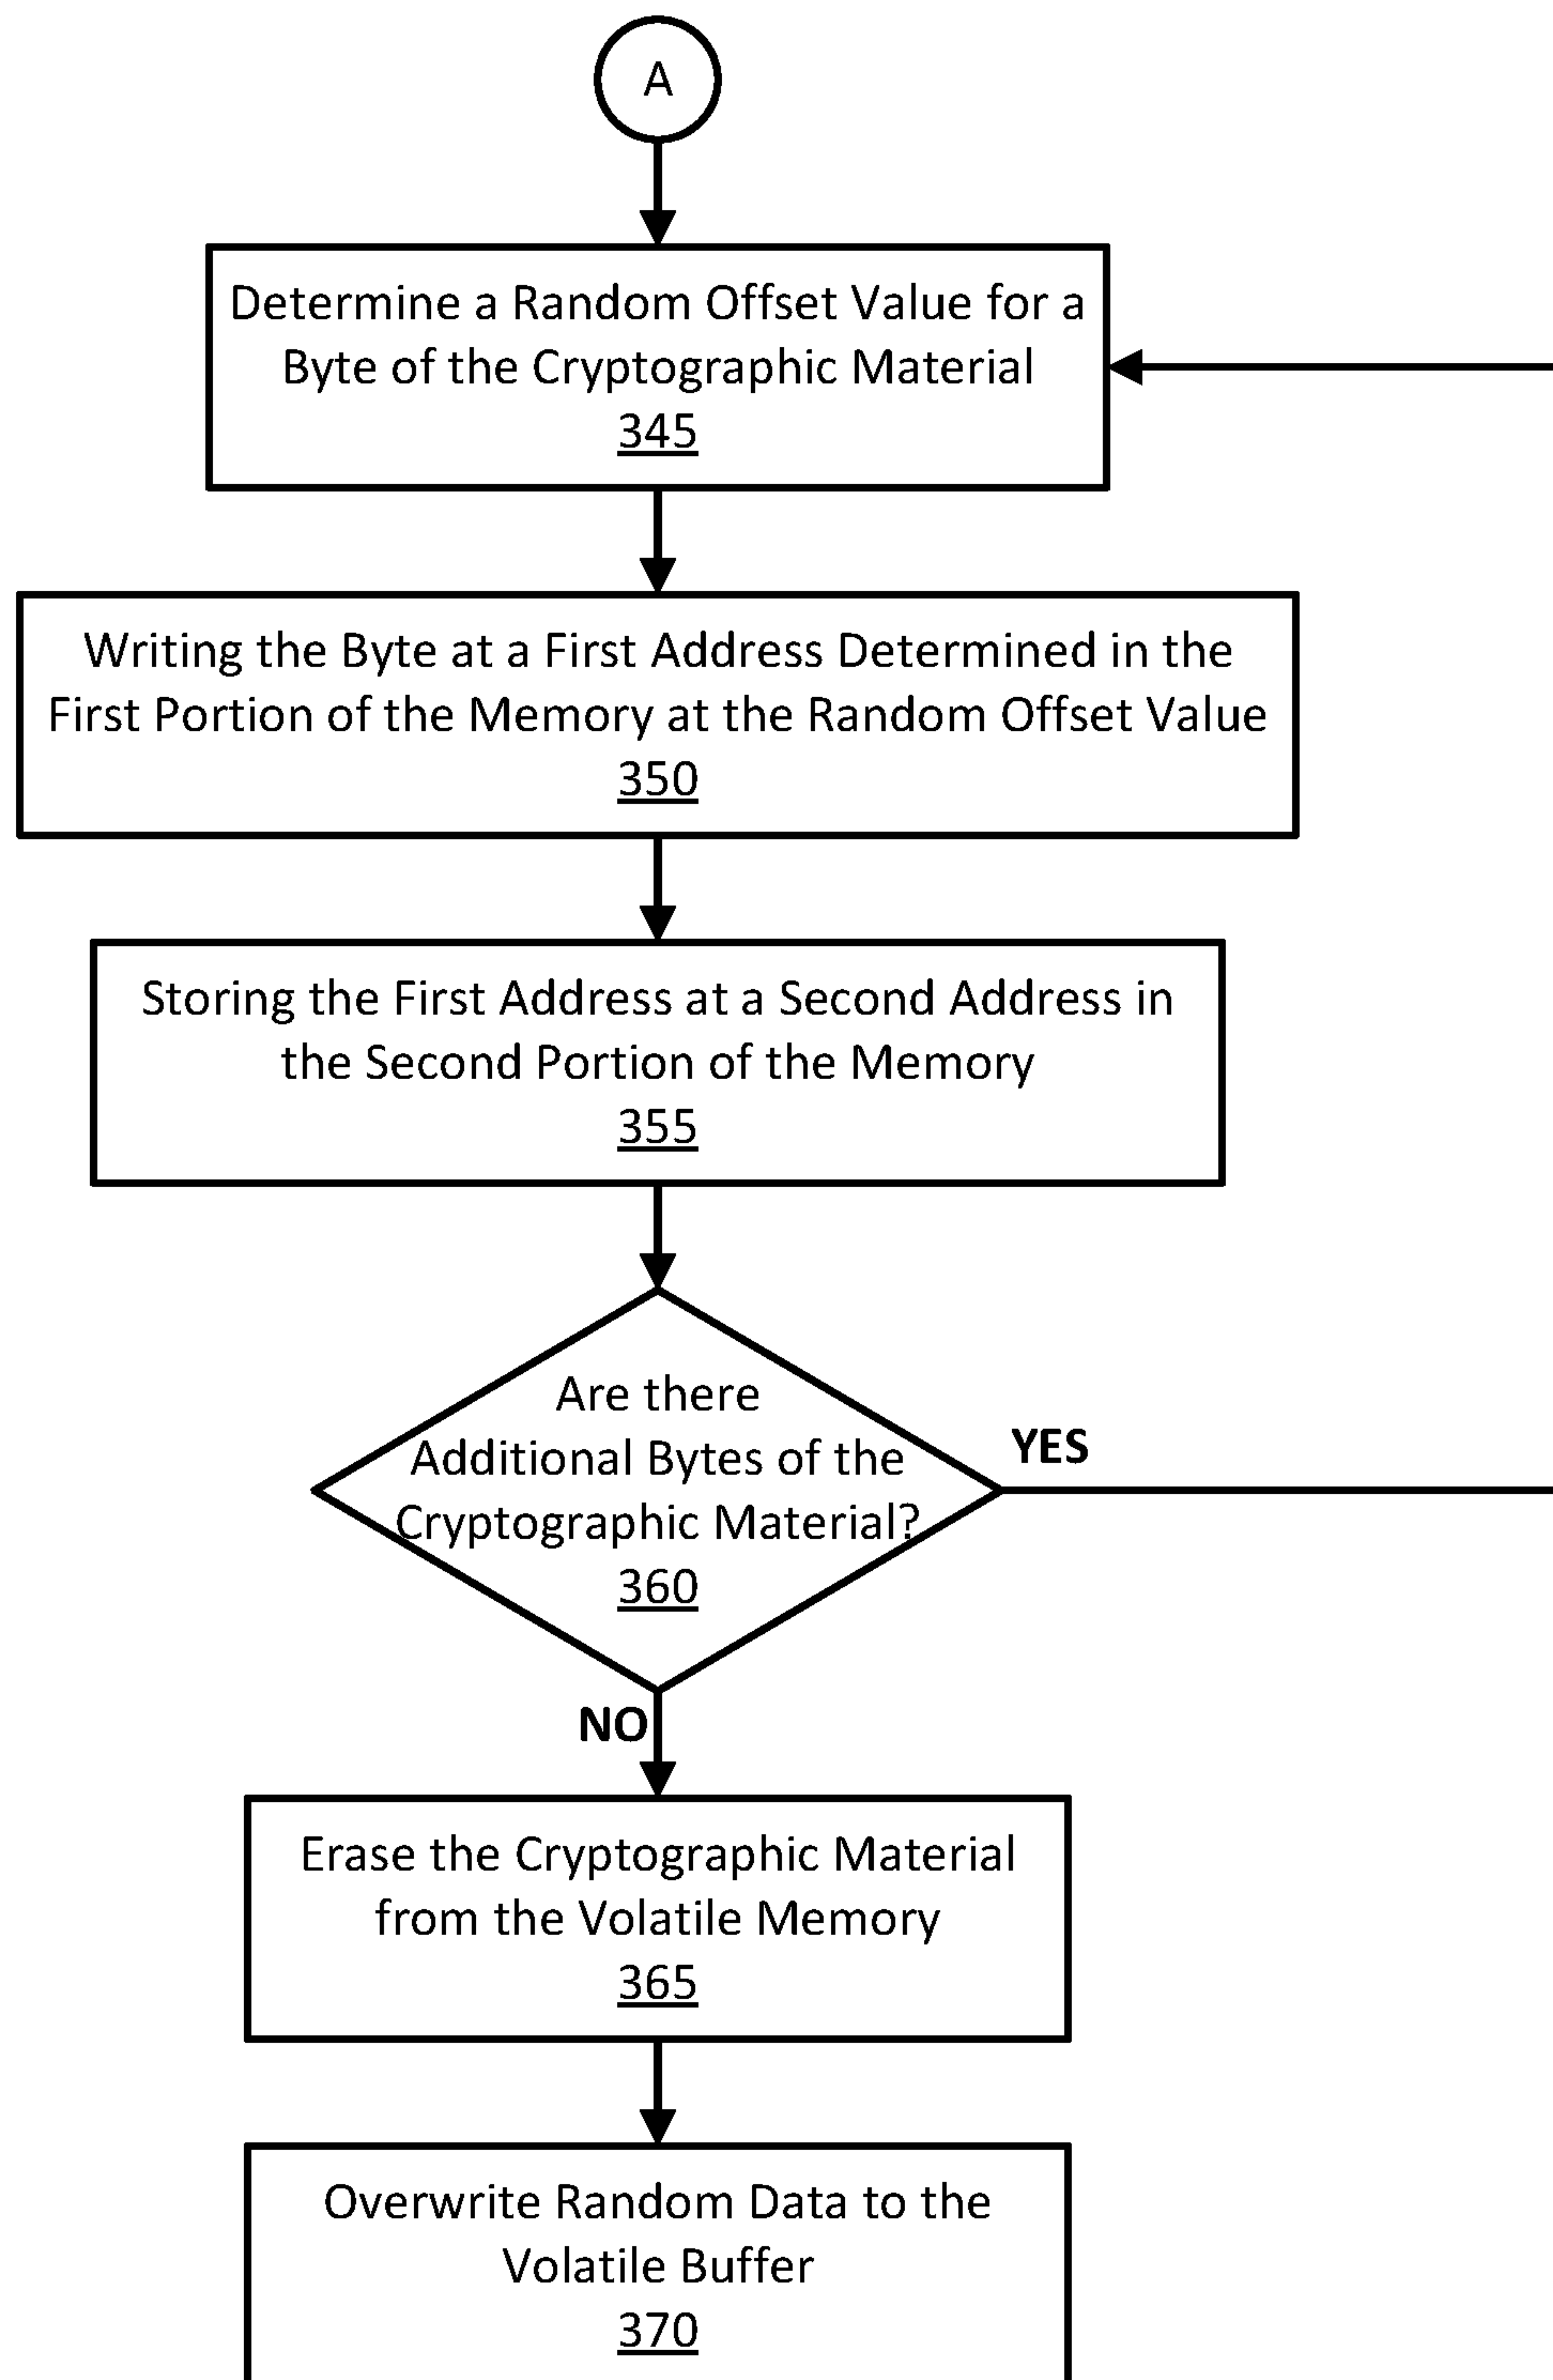 A
Determine a Random Offset Value for a
Byte of the Cryptographic Material
345
Writing the Byte at a First Address Determined in the
First Portion of the Memory at the Random Offset Value
350
Storing the First Address at a Second Address in
the Second Portion of the Memory
355
Are there
Additional Bytes of the
Cryptographic Material?
360
YES
NO
Erase the Cryptographic Material
from the Volatile Memory
365
Overwrite Random Data to the
Volatile Buffer
370